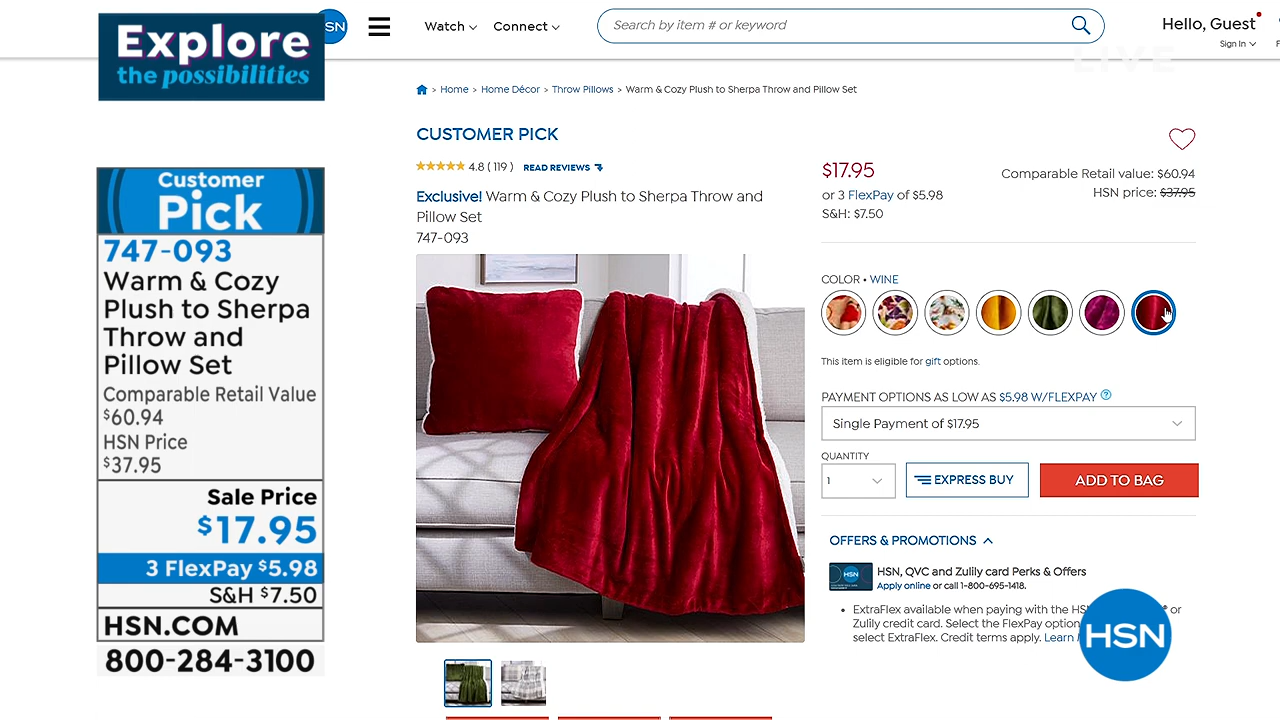 Explore
the possibilities
SN
Watch
Connect
Search by item # or keyword
Hello, Guest
Sign In
LIVE
Home > Home Décor > Throw Pillows > Warm & Cozy Plush to Sherpa Throw and Pillow Set
CUSTOMER PICK
4.8 ( 119 ) READ REVIEWS
Exclusive! Warm & Cozy Plush to Sherpa Throw and
Pillow Set
747-093
$17.95
or 3 FlexPay of $5.98
S&H: $7.50
Comparable Retail value: $60.94
HSN price: $37.95
COLOR • WINE
This item is eligible for gift options.
PAYMENT OPTIONS AS LOW AS $5.98 W/FLEXPAY ?
Single Payment of $17.95
QUANTITY
1
EXPRESS BUY
ADD TO BAG
OFFERS & PROMOTIONS
HSN
HSN, QVC and Zulily card Perks & Offers
Apply online or call 1-800-695-1418.
• ExtraFlex available when paying with the HS or
Zulily credit card. Select the FlexPay option
select ExtraFlex. Credit terms apply. Learn
HSN
Customer
Pick
747-093
Warm & Cozy
Plush to Sherpa
Throw and
Pillow Set
Comparable Retail Value
$60.94
HSN Price
$37.95
Sale Price
$17.95
3 FlexPay $5.98
S&H $7.50
HSN.COM
800-284-3100